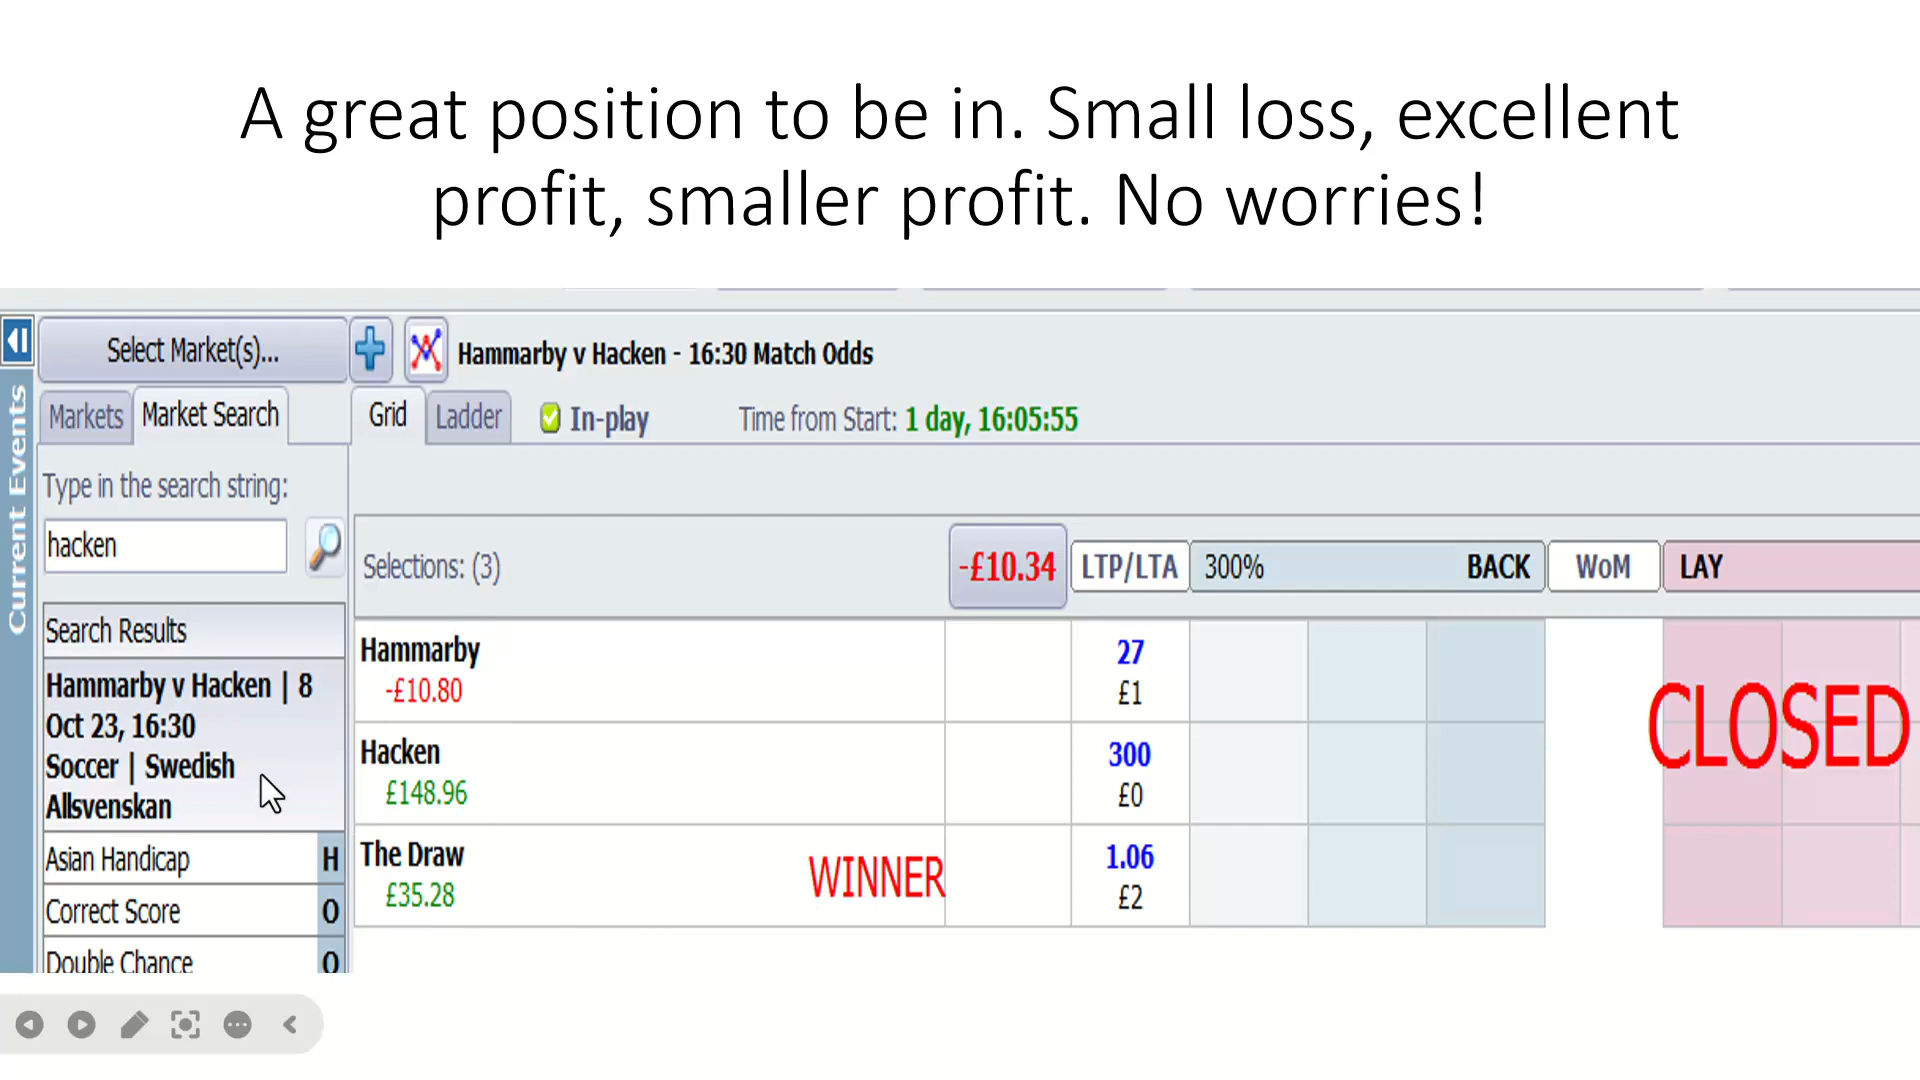 A great position to be in. Small loss, excellent
profit, smaller profit. No worries!
Current Events
Select Market(s)...
Hammarby v Hacken - 16:30 Match Odds
Markets
Market Search
Grid
Ladder
In-play
Time from Start: 1 day, 16:05:55
Type in the search string:
hacken
Selections: (3)
-£10.34
LTP/LTA
300%
BACK
WoM
LAY
Search Results
Hammarby v Hacken | 8
Oct 23, 16:30
Soccer | Swedish
Allsvenskan
Asian Handicap H
Correct Score O
Double Chance O
Hammarby
-£10.80
27
£1
Hacken
£148.96
300
£0
The Draw
£35.28
WINNER
1.06
£2
CLOSED